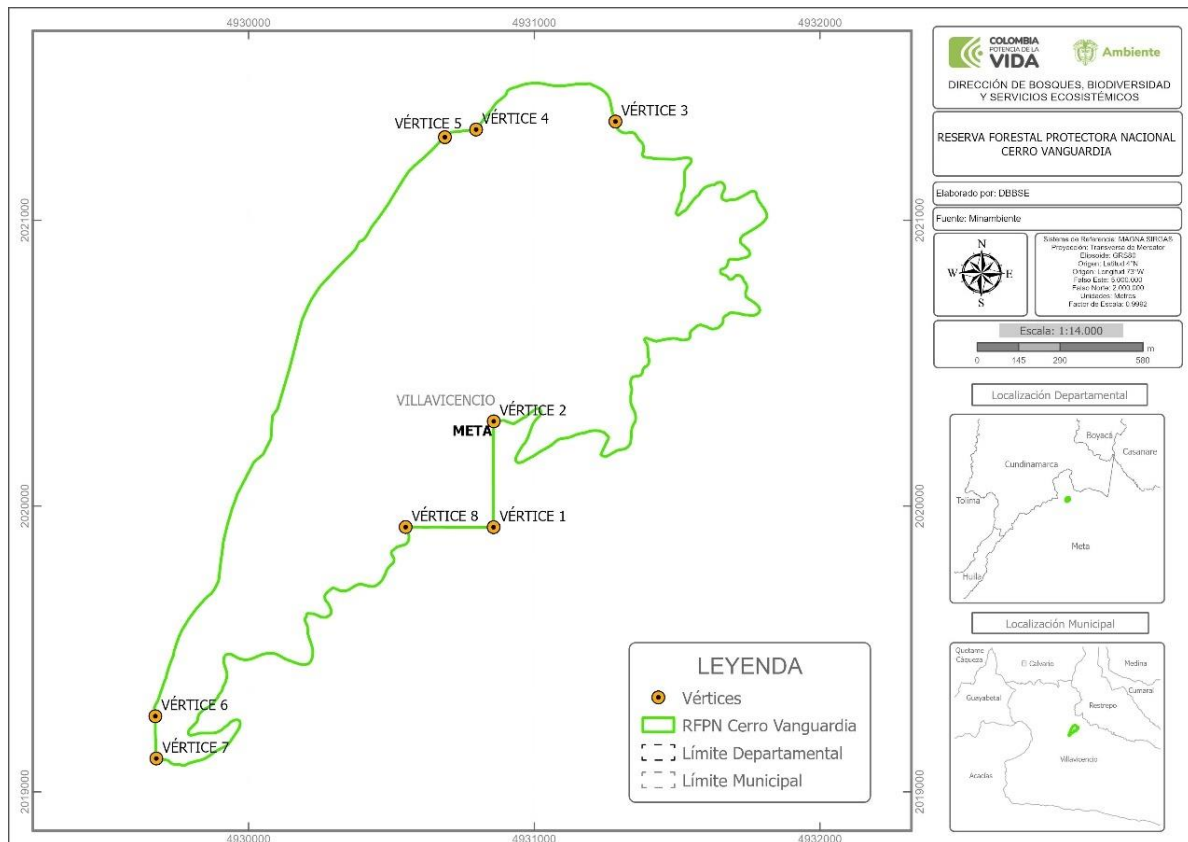 4930000
4931000
4932000
2021000
2020000
2019000
2021000
2020000
2019000
4930000
4931000
4932000
VÉRTICE 5
VÉRTICE 4
VÉRTICE 3
VILLAVICENCIO
VÉRTICE 2
META
VÉRTICE 8
VÉRTICE 1
VÉRTICE 6
VÉRTICE 7
LEYENDA
Vértices
RFPN Cerro Vanguardia
Límite Departamental
Límite Municipal
COLOMBIA
POTENCIA DE LA
VIDA
Ambiente
DIRECCIÓN DE BOSQUES, BIODIVERSIDAD
Y SERVICIOS ECOSISTÉMICOS
RESERVA FORESTAL PROTECTORA NACIONAL
CERRO VANGUARDIA
Elaborado por: DBBSE
Fuente: Minambiente
N
W
E
S
Sistema de Referencia: MAGNA SIRGAS
Proyección: Transversa de Mercator
Elipsoide: GRS80
Origen: Latitud 4°N
Origen: Longitud 73°W
Falso Este: 5.000.000
Falso Norte: 2.000.000
Unidades: Metros
Factor de Escala: 0.9992
Escala: 1:14.000
m
0 145 290 580
Localización Departamental
Boyacá
Casanare
Cundinamarca
Tolima
Meta
Huila
Localización Municipal
Quetame
Cáqueza
El Calvario
Medina
Guayabetal
Cumaral
Restrepo
Villavicencio
Acacías